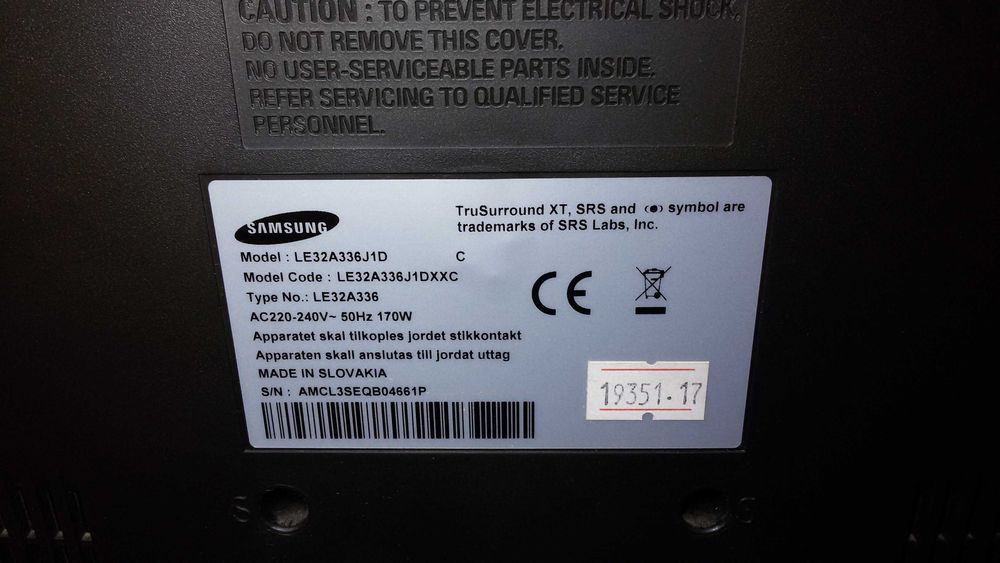 CAUTION : TO PREVENT ELECTRICAL SHOCK,
DO NOT REMOVE THIS COVER.
NO USER-SERVICEABLE PARTS INSIDE.
REFER SERVICING TO QUALIFIED SERVICE
PERSONNEL.
SAMSUNG
TruSurround XT, SRS and (●) symbol are
trademarks of SRS Labs, Inc.
Model : LE32A336J1D C
Model Code : LE32A336J1DXXC
Type No.: LE32A336
AC220-240V~ 50Hz 170W
Apparatet skal tilkoples jordet stikkontakt
Apparaten skall anslutas till jordat uttag
MADE IN SLOVAKIA
S/N : AMCL3SEQB04661P
CE
19351.17
S
S